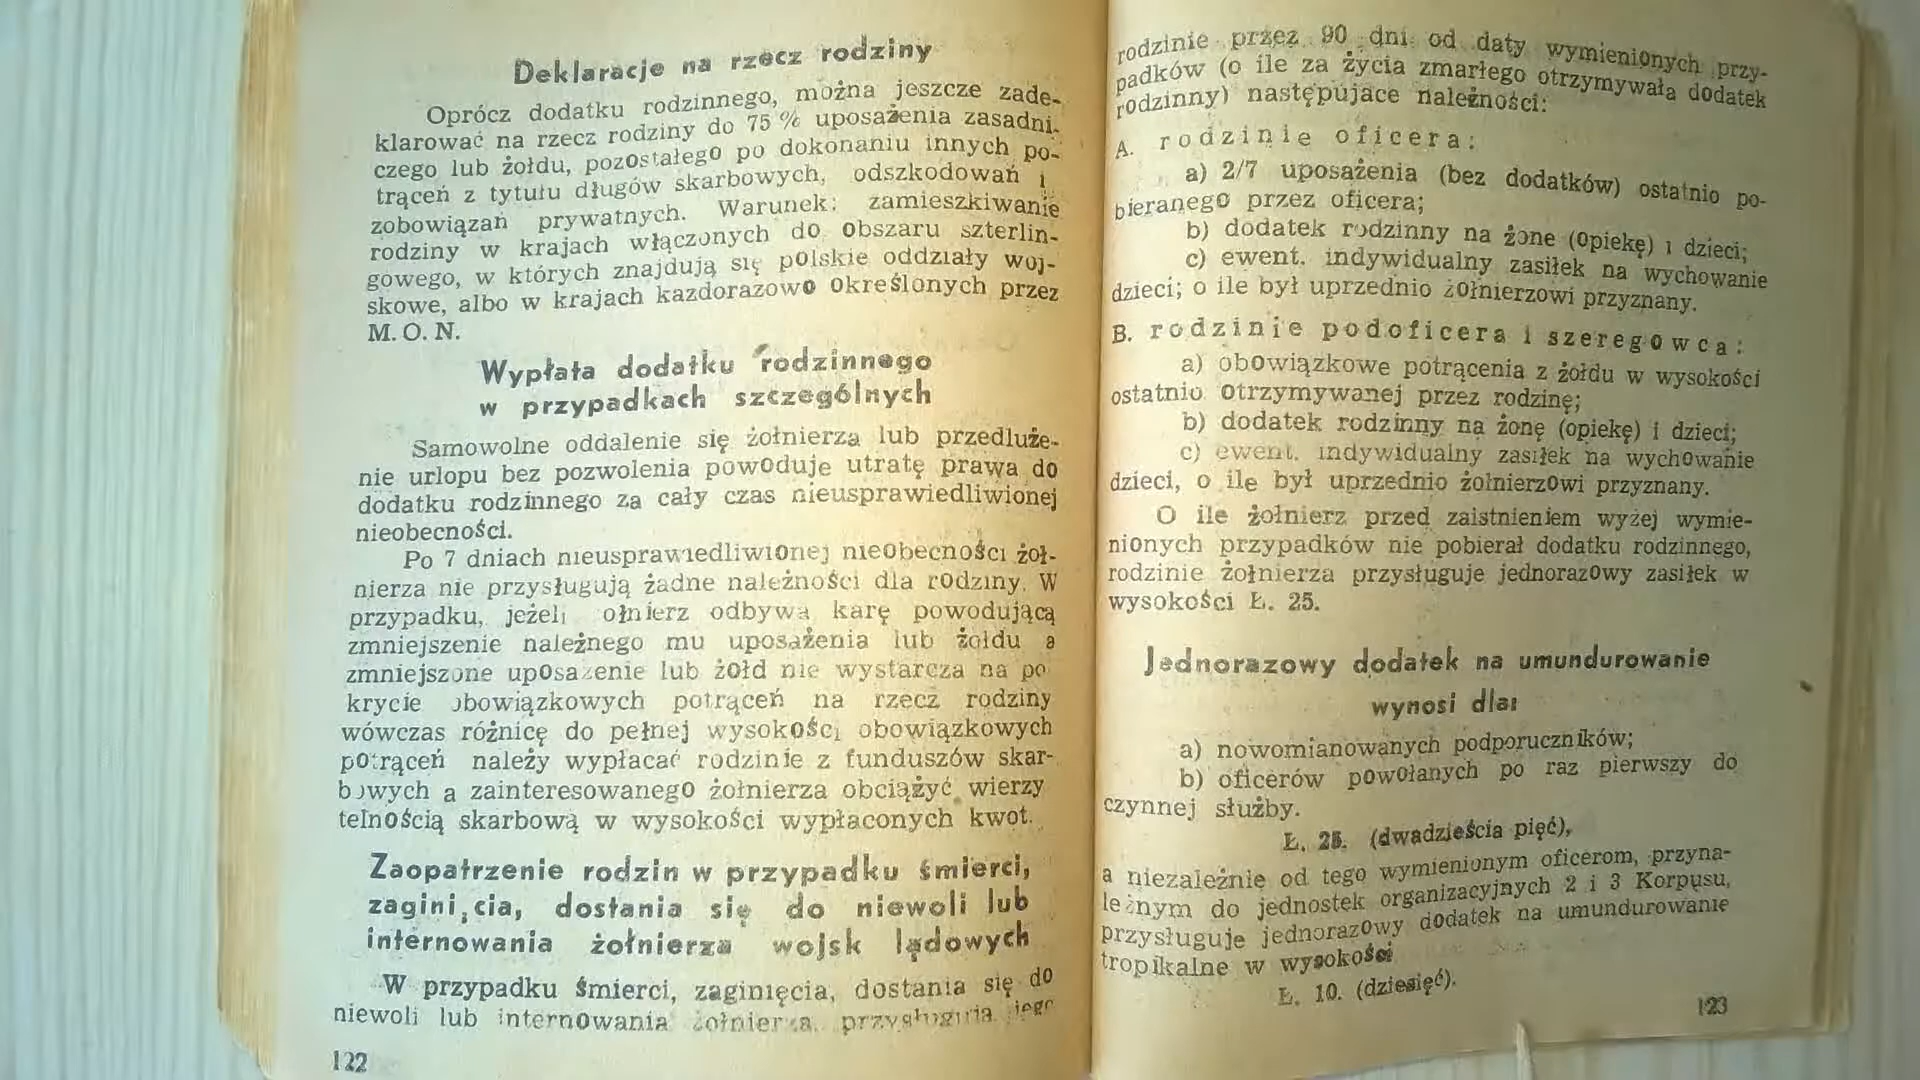 Deklaracje na rzecz rodziny
Oprócz dodatku rodzinnego, można jeszcze zade-
klarować na rzecz rodziny do 75 % uposażenia zasadni-
czego lub żołdu, pozostałego po dokonaniu innych po-
trąceń z tytułu długów skarbowych, odszkodowań i
zobowiązań prywatnych. Warunek: zamieszkiwanie
rodziny w krajach włączonych do obszaru szterlin-
gowego, w których znajdują się polskie oddziały woj-
skowe, albo w krajach kazdorazowo określonych przez
M. O. N.
Wypłata dodatku rodzinnego
w przypadkach szczególnych
Samowolne oddalenie się żołnierza lub przedłuże-
nie urlopu bez pozwolenia powoduje utratę prawa do
dodatku rodzinnego za cały czas nieusprawiedliwionej
nieobecności.
Po 7 dniach nieusprawiedliwionej nieobecności żoł-
nierza nie przysługują żadne należności dla rodziny. W
przypadku, jeżeli ołnierz odbywa karę powodującą
zmniejszenie należnego mu uposażenia lub żołdu a
zmniejszone uposażenie lub żołd nie wystarcza na po
krycie obowiązkowych potrąceń na rzecz rodziny
wówczas różnicę do pełnej wysokości obowiązkowych
potrąceń należy wypłacać rodzinie z funduszów skar-
bowych a zainteresowanego żołnierza obciążyć wierzy
telnością skarbową w wysokości wypłaconych kwot.
Zaopatrzenie rodzin w przypadku śmierci,
zaginięcia, dostania się do niewoli lub
internowania żołnierza wojsk lądowych
W przypadku śmierci, zaginięcia, dostania się do
niewoli lub internowania żołnierza, przysługuja jego
122
rodzinie przez 90 dni od daty wymienionych przy-
padków (o ile za życia zmarłego otrzymywała dodatek
rodzinny) następujace należności:
A. rodzinie oficera:
a) 2/7 uposażenia (bez dodatków) ostatnio po-
bieranego przez oficera;
b) dodatek rodzinny na żone (opiekę) i dzieci;
c) ewent. indywidualny zasiłek na wychowanie
dzieci; o ile był uprzednio żołnierzowi przyznany.
B. rodzinie podoficera i szeregowca:
a) obowiązkowe potrącenia z żołdu w wysokości
ostatnio otrzymywanej przez rodzinę;
b) dodatek rodzinny na żonę (opiekę) i dzieci;
c) ewent. indywidualny zasiłek na wychowanie
dzieci, o ile był uprzednio żołnierzowi przyznany.
O ile żołnierz przed zaistnieniem wyżej wymie-
nionych przypadków nie pobierał dodatku rodzinnego,
rodzinie żołnierza przysługuje jednorazowy zasiłek w
wysokości Ł. 25.
Jednorazowy dodatek na umundurowanie
wynosi dla:
a) nowomianowanych podporuczników;
b) oficerów powołanych po raz pierwszy do
czynnej służby.
Ł. 25. (dwadzieścia pięć),
a niezależnie od tego wymienionym oficerom, przyna-
leżnym do jednostek organizacyjnych 2 i 3 Korpusu,
przysługuje jednorazowy dodatek na umundurowanie
tropikalne w wysokości
Ł. 10. (dziesięć).
123